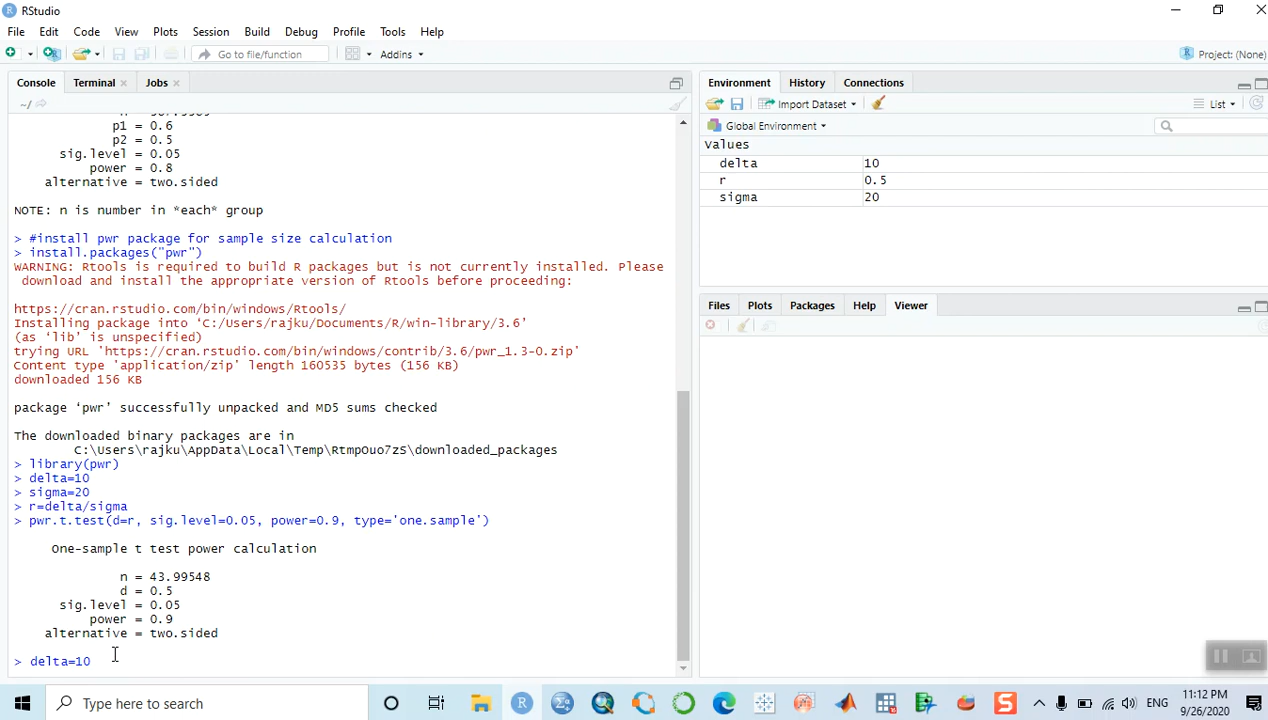 RStudio
File Edit Code View Plots Session Build Debug Profile Tools Help
Go to file/function Addins Project: (None)
Console Terminal Jobs
~/
p1 = 0.6
p2 = 0.5
sig.level = 0.05
power = 0.8
alternative = two.sided
NOTE: n is number in *each* group
> #install pwr package for sample size calculation
> install.packages("pwr")
WARNING: Rtools is required to build R packages but is not currently installed. Please
download and install the appropriate version of Rtools before proceeding:
https://cran.rstudio.com/bin/windows/Rtools/
Installing package into ‘C:/Users/rajku/Documents/R/win-library/3.6’
(as ‘lib’ is unspecified)
trying URL 'https://cran.rstudio.com/bin/windows/contrib/3.6/pwr_1.3-0.zip'
Content type 'application/zip' length 160535 bytes (156 KB)
downloaded 156 KB
package ‘pwr’ successfully unpacked and MD5 sums checked
The downloaded binary packages are in
C:\Users\rajku\AppData\Local\Temp\RtmpOuo7zS\downloaded_packages
> library(pwr)
> delta=10
> sigma=20
> r=delta/sigma
> pwr.t.test(d=r, sig.level=0.05, power=0.9, type='one.sample')
One-sample t test power calculation
n = 43.99548
d = 0.5
sig.level = 0.05
power = 0.9
alternative = two.sided
> delta=10
Environment History Connections
Import Dataset List
Global Environment
Values
delta 10
r 0.5
sigma 20
Files Plots Packages Help Viewer
Type here to search
ENG
11:12 PM
9/26/2020